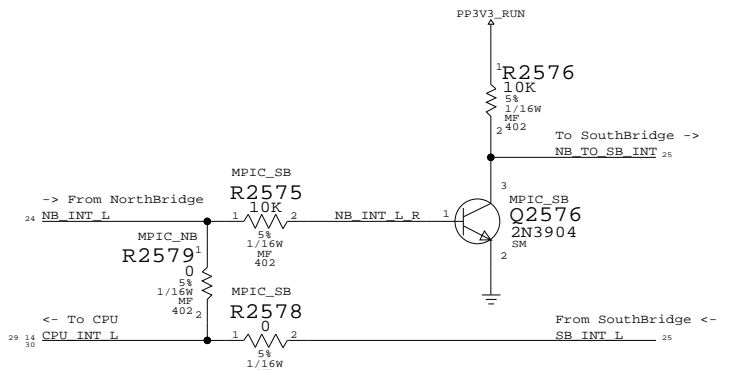 PP3V3_RUN
1
R2576
10K
5%
1/16W
MF
402
2
To SouthBridge ->
NB_TO_SB_INT 25
3
MPIC_SB
Q2576
2N3904
SM
1
2
MPIC_SB
R2575
10K
1 2
5%
1/16W
MF
402
-> From NorthBridge
24 NB_INT_L
NB_INT_L_R
MPIC_NB
R2579
1
0
5%
1/16W
MF
402
2
MPIC_SB
R2578
0
1 2
5%
1/16W
<- To CPU
29 14 CPU_INT_L
30
From SouthBridge <-
SB_INT_L 25